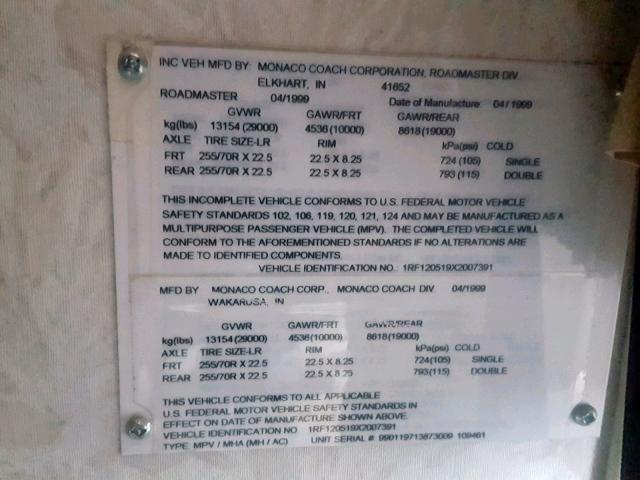 INC VEH MFD BY: MONACO COACH CORPORATION, ROADMASTER DIV.
ELKHART, IN 41652
ROADMASTER 04/1999 Date of Manufacture 04/1999
GVWR GAWR/FRT GAWR/REAR
kg(lbs) 13154 (29000) 4536 (10000) 8618 (19000)
AXLE TIRE SIZE-LR RIM kPa(psi) COLD
FRT 255/70R X 22.5 22.5 X 8.25 724 (105) SINGLE
REAR 255/70R X 22.5 22.5 X 8.25 793 (115) DOUBLE
THIS INCOMPLETE VEHICLE CONFORMS TO U.S. FEDERAL MOTOR VEHICLE
SAFETY STANDARDS 102, 106, 119, 120, 121, 124 AND MAY BE MANUFACTURED AS A
MULTIPURPOSE PASSENGER VEHICLE (MPV). THE COMPLETED VEHICLE WILL
CONFORM TO THE AFOREMENTIONED STANDARDS IF NO ALTERATIONS ARE
MADE TO IDENTIFIED COMPONENTS.
VEHICLE IDENTIFICATION NO.: 1RF120519X2007391
MFD BY MONACO COACH CORP., MONACO COACH DIV. 04/1999
WAKARUSA, IN
GVWR GAWR/FRT GAWR/REAR
kg(lbs) 13154 (29000) 4536 (10000) 8618 (19000)
AXLE TIRE SIZE-LR RIM kPa(psi) COLD
FRT 255/70R X 22.5 22.5 X 8.25 724(105) SINGLE
REAR 255/70R X 22.5 22.5 X 8.25 793(115) DOUBLE
THIS VEHICLE CONFORMS TO ALL APPLICABLE
U.S. FEDERAL MOTOR VEHICLE SAFETY STANDARDS IN
EFFECT ON DATE OF MANUFACTURE SHOWN ABOVE.
VEHICLE IDENTIFICATION NO. 1RF120519X2007391
TYPE: MPV / MHA (MH / AC) UNIT SERIAL #: 990119713873009 109461